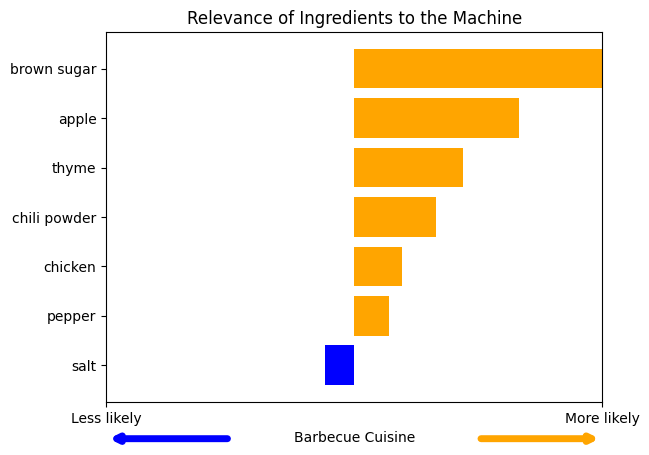 Relevance of Ingredients to the Machine
brown sugar
apple
thyme
chili powder
chicken
pepper
salt
Less likely
More likely
Barbecue Cuisine